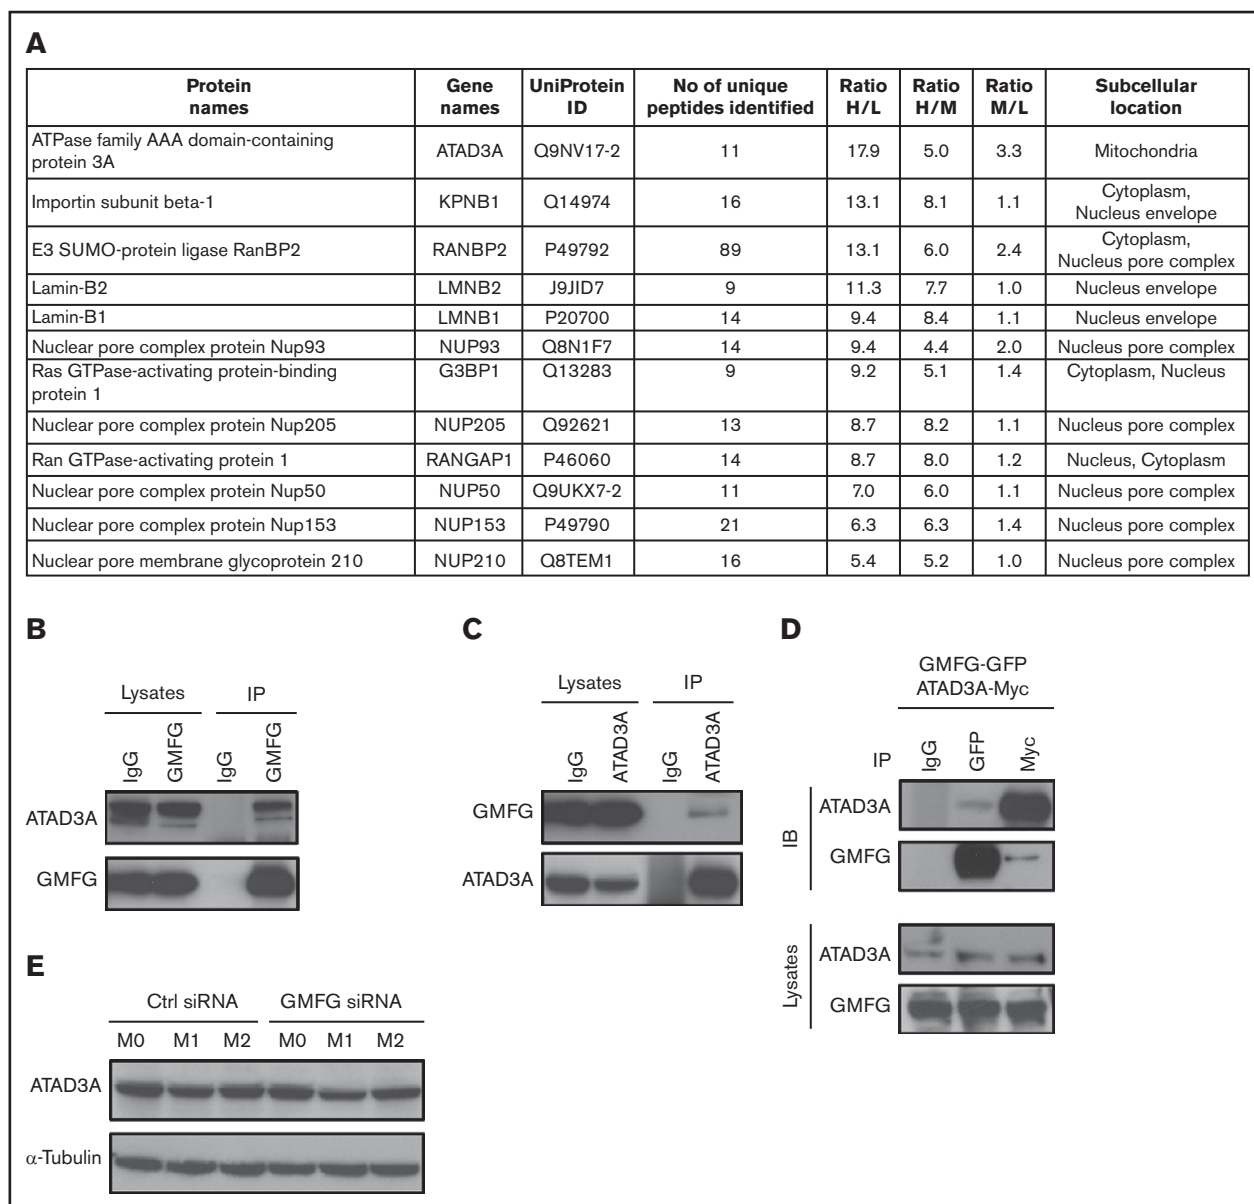 A
Protein names
Gene names
UniProtein ID
No of unique peptides identified
Ratio H/L
Ratio H/M
Ratio M/L
Subcellular location
ATPase family AAA domain-containing protein 3A ATAD3A Q9NV17-2 11 17.9 5.0 3.3 Mitochondria
Importin subunit beta-1 KPNB1 Q14974 16 13.1 8.1 1.1 Cytoplasm, Nucleus envelope
E3 SUMO-protein ligase RanBP2 RANBP2 P49792 89 13.1 6.0 2.4 Cytoplasm, Nucleus pore complex
Lamin-B2 LMNB2 J9JID7 9 11.3 7.7 1.0 Nucleus envelope
Lamin-B1 LMNB1 P20700 14 9.4 8.4 1.1 Nucleus envelope
Nuclear pore complex protein Nup93 NUP93 Q8N1F7 14 9.4 4.4 2.0 Nucleus pore complex
Ras GTPase-activating protein-binding protein 1 G3BP1 Q13283 9 9.2 5.1 1.4 Cytoplasm, Nucleus
Nuclear pore complex protein Nup205 NUP205 Q92621 13 8.7 8.2 1.1 Nucleus pore complex
Ran GTPase-activating protein 1 RANGAP1 P46060 14 8.7 8.0 1.2 Nucleus, Cytoplasm
Nuclear pore complex protein Nup50 NUP50 Q9UKX7-2 11 7.0 6.0 1.1 Nucleus pore complex
Nuclear pore complex protein Nup153 NUP153 P49790 21 6.3 6.3 1.4 Nucleus pore complex
Nuclear pore membrane glycoprotein 210 NUP210 Q8TEM1 16 5.4 5.2 1.0 Nucleus pore complex
B
Lysates IP
IgG GMFG IgG GMFG
ATAD3A
GMFG
C
Lysates IP
IgG ATAD3A IgG ATAD3A
GMFG
ATAD3A
D
GMFG-GFP
ATAD3A-Myc
IP IgG GFP Myc
IB
ATAD3A
GMFG
Lysates
ATAD3A
GMFG
E
Ctrl siRNA GMFG siRNA
M0 M1 M2 M0 M1 M2
ATAD3A
α-Tubulin